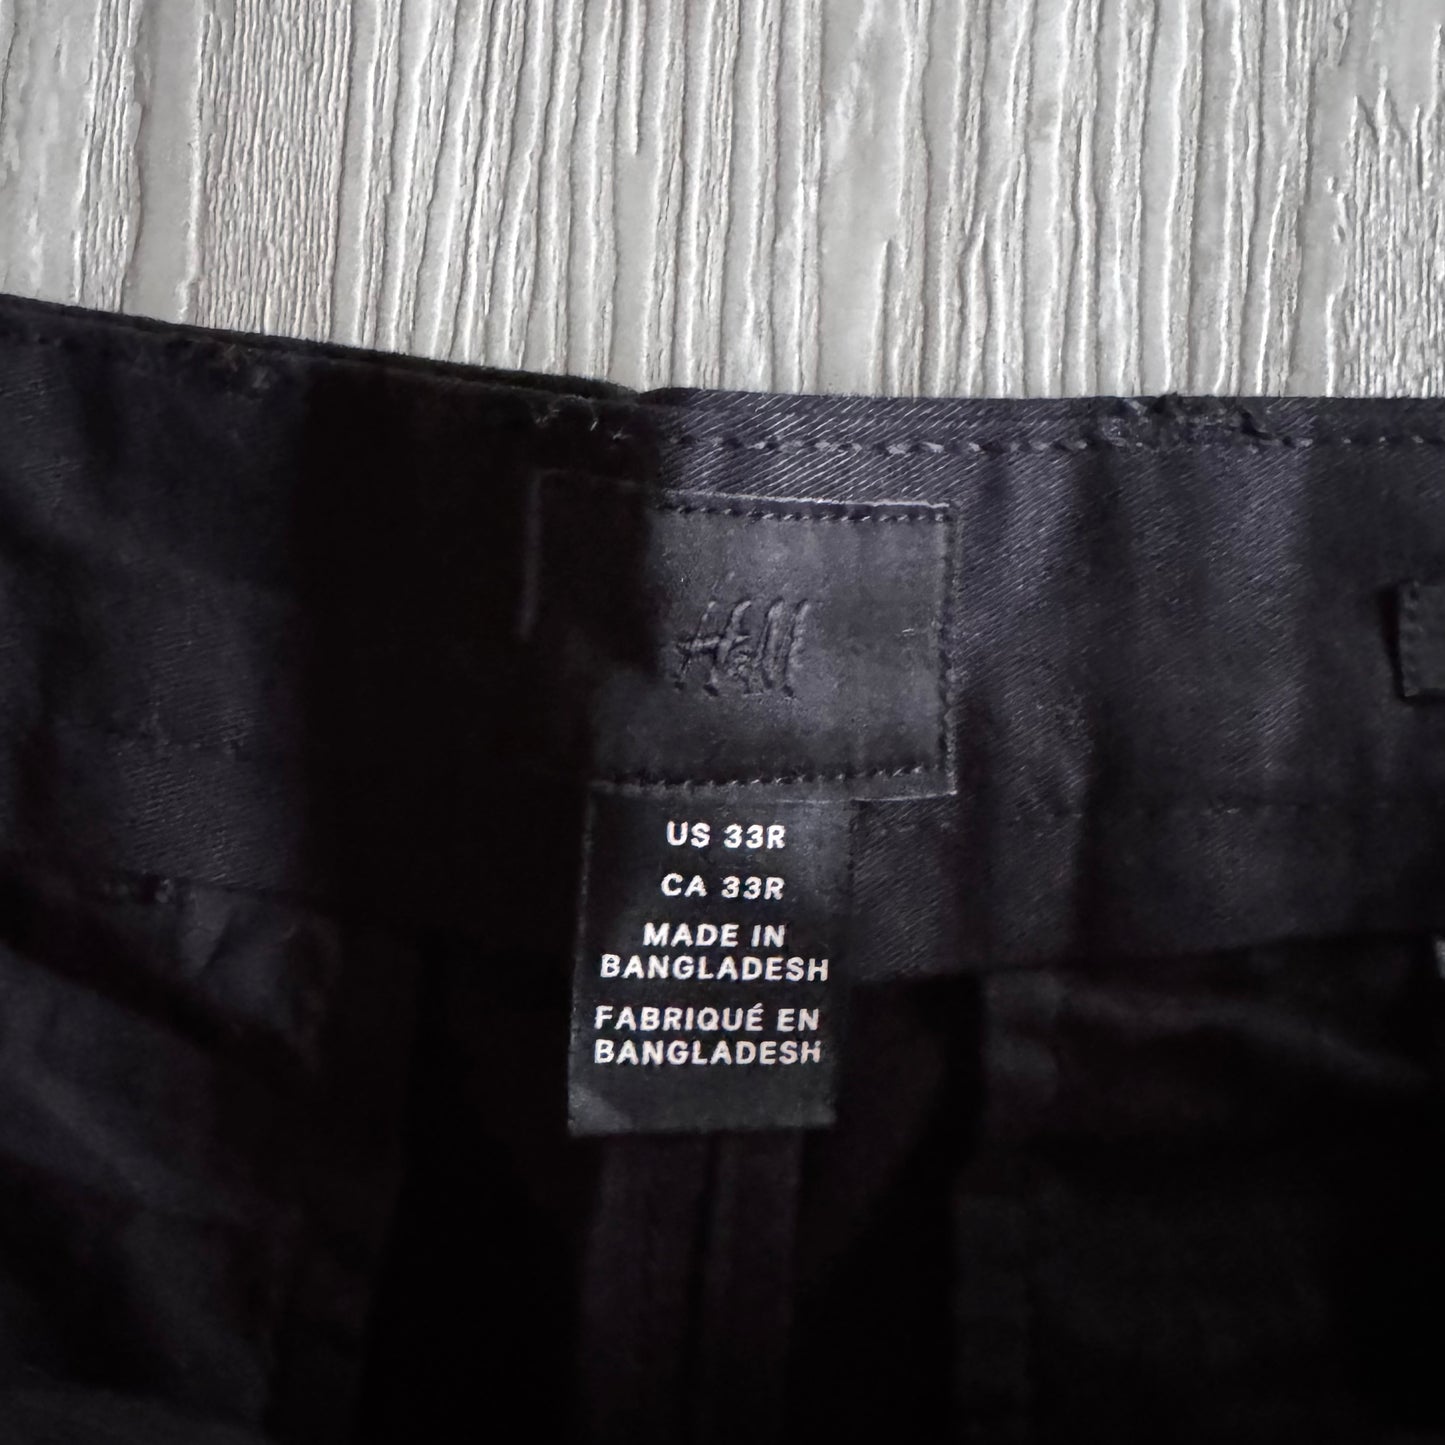 H&M
US 33R
CA 33R
MADE IN
BANGLADESH
FABRIQUÉ EN
BANGLADESH